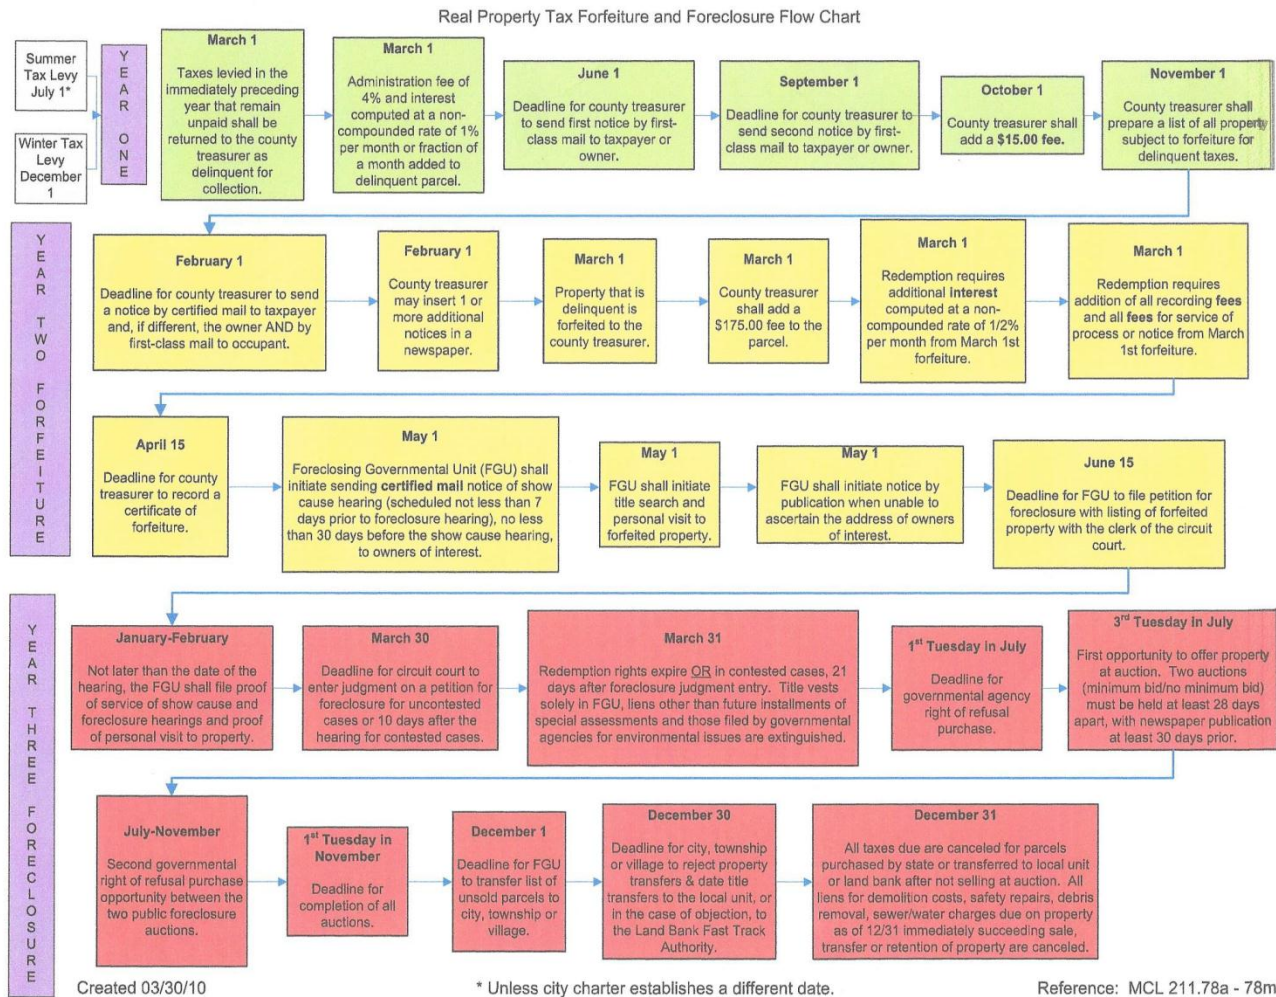 Real Property Tax Forfeiture and Foreclosure Flow Chart
Summer
Tax Levy
July 1*
Winter Tax
Levy
December
1
YEAR ONE
March 1
Taxes levied in the
immediately preceding
year that remain
unpaid shall be
returned to the county
treasurer as
delinquent for
collection.
March 1
Administration fee of
4% and interest
computed at a non-
compounded rate of 1%
per month or fraction of
a month added to
delinquent parcel.
June 1
Deadline for county treasurer
to send first notice by first-
class mail to taxpayer or
owner.
September 1
Deadline for county treasurer to
send second notice by first-
class mail to taxpayer or owner.
October 1
County treasurer shall
add a $15.00 fee.
November 1
County treasurer shall
prepare a list of all property
subject to forfeiture for
delinquent taxes.
YEAR TWO FORFEITURE
February 1
Deadline for county treasurer to send
a notice by certified mail to taxpayer
and, if different, the owner AND by
first-class mail to occupant.
February 1
County treasurer
may insert 1 or
more additional
notices in a
newspaper.
March 1
Property that is
delinquent is
forfeited to the
county treasurer.
March 1
County treasurer
shall add a
$175.00 fee to the
parcel.
March 1
Redemption requires
additional interest
computed at a non-
compounded rate of 1/2%
per month from March 1st
forfeiture.
March 1
Redemption requires
addition of all recording fees
and all fees for service of
process or notice from March
1st forfeiture.
April 15
Deadline for county
treasurer to record a
certificate of
forfeiture.
May 1
Foreclosing Governmental Unit (FGU) shall
initiate sending certified mail notice of show
cause hearing (scheduled not less than 7
days prior to foreclosure hearing), no less
than 30 days before the show cause hearing,
to owners of interest.
May 1
FGU shall initiate
title search and
personal visit to
forfeited property.
May 1
FGU shall initiate notice by
publication when unable to
ascertain the address of owners
of interest.
June 15
Deadline for FGU to file petition for
foreclosure with listing of forfeited
property with the clerk of the circuit
court.
YEAR THREE FORECLOSURE
January-February
Not later than the date of the
hearing, the FGU shall file proof
of service of show cause and
foreclosure hearings and proof
of personal visit to property.
March 30
Deadline for circuit court to
enter judgment on a petition for
foreclosure for uncontested
cases or 10 days after the
hearing for contested cases.
March 31
Redemption rights expire OR in contested cases, 21
days after foreclosure judgment entry. Title vests
solely in FGU, liens other than future installments of
special assessments and those filed by governmental
agencies for environmental issues are extinguished.
1st Tuesday in July
Deadline for
governmental agency
right of refusal
purchase.
3rd Tuesday in July
First opportunity to offer property
at auction. Two auctions
(minimum bid/no minimum bid)
must be held at least 28 days
apart, with newspaper publication
at least 30 days prior.
July-November
Second governmental
right of refusal purchase
opportunity between the
two public foreclosure
auctions.
1st Tuesday in
November
Deadline for
completion of all
auctions.
December 1
Deadline for FGU
to transfer list of
unsold parcels to
city, township or
village.
December 30
Deadline for city, township
or village to reject property
transfers & date title
transfers to the local unit, or
in the case of objection, to
the Land Bank Fast Track
Authority.
December 31
All taxes due are canceled for parcels
purchased by state or transferred to local unit
or land bank after not selling at auction. All
liens for demolition costs, safety repairs, debris
removal, sewer/water charges due on property
as of 12/31 immediately succeeding sale,
transfer or retention of property are canceled.
Created 03/30/10
* Unless city charter establishes a different date.
Reference: MCL 211.78a - 78m